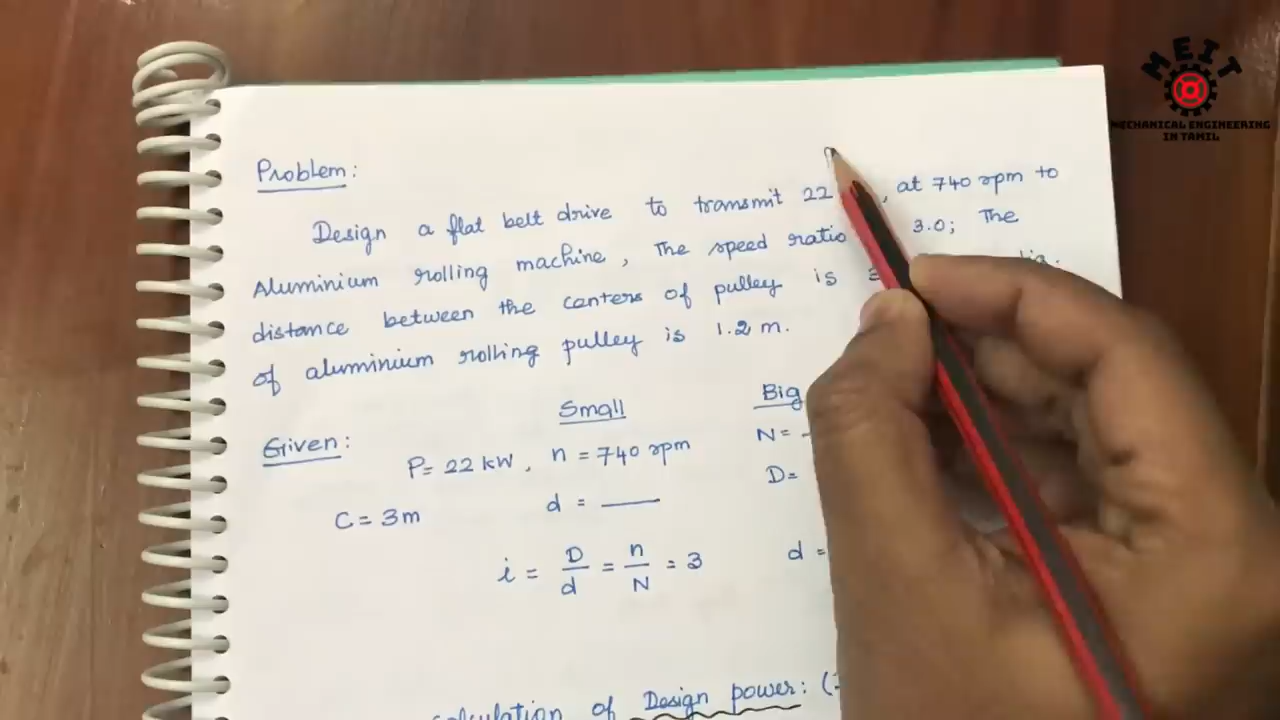 MEIT
MECHANICAL ENGINEERING
IN TAMIL
Problem:
Design a flat belt drive to transmit 22 , at 740 rpm to
Aluminium rolling machine, The speed ratio 3.0; The
distance between the centers of pulley is dia.
of aluminium rolling pulley is 1.2 m.
Small Big
Given: P= 22 kW, n = 740 rpm N=
C = 3m d = D=
i = D/d = n/N = 3 d =
of Design power: